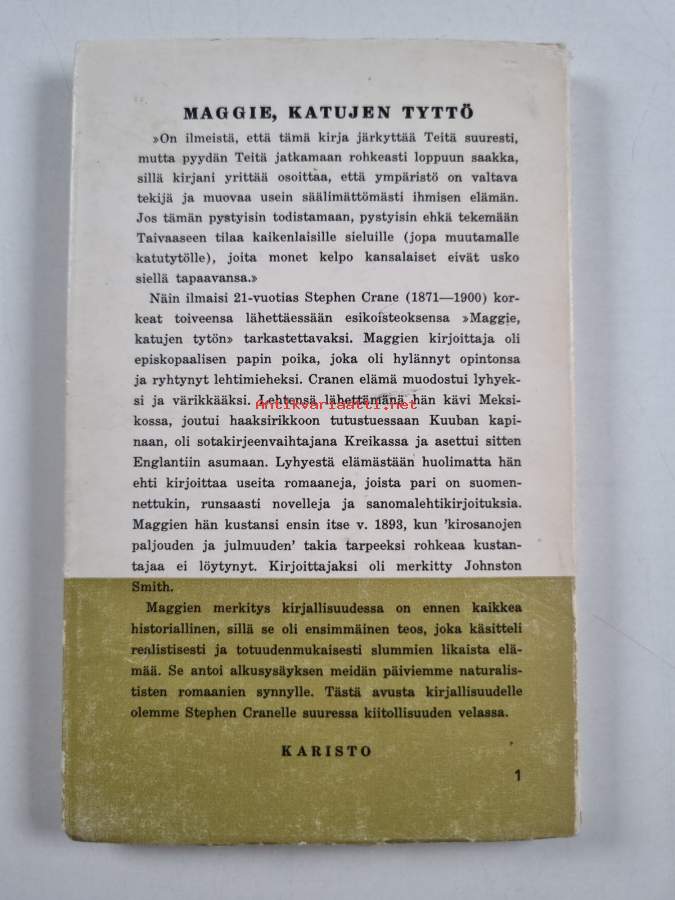 MAGGIE, KATUJEN TYTTÖ
»On ilmeistä, että tämä kirja järkyttää Teitä suuresti,
mutta pyydän Teitä jatkamaan rohkeasti loppuun saakka,
sillä kirjani yrittää osoittaa, että ympäristö on valtava
tekijä ja muovaa usein säälimättömästi ihmisen elämän.
Jos tämän pystyisin todistamaan, pystyisin ehkä tekemään
Taivaaseen tilaa kaikenlaisille sieluille (jopa muutamalle
katutytölle), joita monet kelpo kansalaiset eivät usko
siellä tapaavansa.»
Näin ilmaisi 21-vuotias Stephen Crane (1871—1900) kor-
keat toiveensa lähettäessään esikoisteoksensa »Maggie,
katujen tytön» tarkastettavaksi. Maggien kirjoittaja oli
episkopaalisen papin poika, joka oli hylännyt opintonsa
ja ryhtynyt lehtimieheksi. Cranen elämä muodostui lyhyek-
si ja värikkääksi. Lehtensä lähettämänä hän kävi Meksi-
Antikvariaatti.net
kossa, joutui haaksirikkoon tutustuessaan Kuuban kapi-
naan, oli sotakirjeenvaihtajana Kreikassa ja asettui sitten
Englantiin asumaan. Lyhyestä elämästään huolimatta hän
ehti kirjoittaa useita romaaneja, joista pari on suomen-
nettukin, runsaasti novelleja ja sanomalehtikirjoituksia.
Maggien hän kustansi ensin itse v. 1893, kun 'kirosanojen
paljouden ja julmuuden' takia tarpeeksi rohkeaa kustan-
tajaa ei löytynyt. Kirjoittajaksi oli merkitty Johnston
Smith.
Maggien merkitys kirjallisuudessa on ennen kaikkea
historiallinen, sillä se oli ensimmäinen teos, joka käsitteli
realistisesti ja totuudenmukaisesti slummien likaista elä-
mää. Se antoi alkusysäyksen meidän päiviemme naturalis-
tisten romaanien synnylle. Tästä avusta kirjallisuudelle
olemme Stephen Cranelle suuressa kiitollisuuden velassa.
KARISTO
1